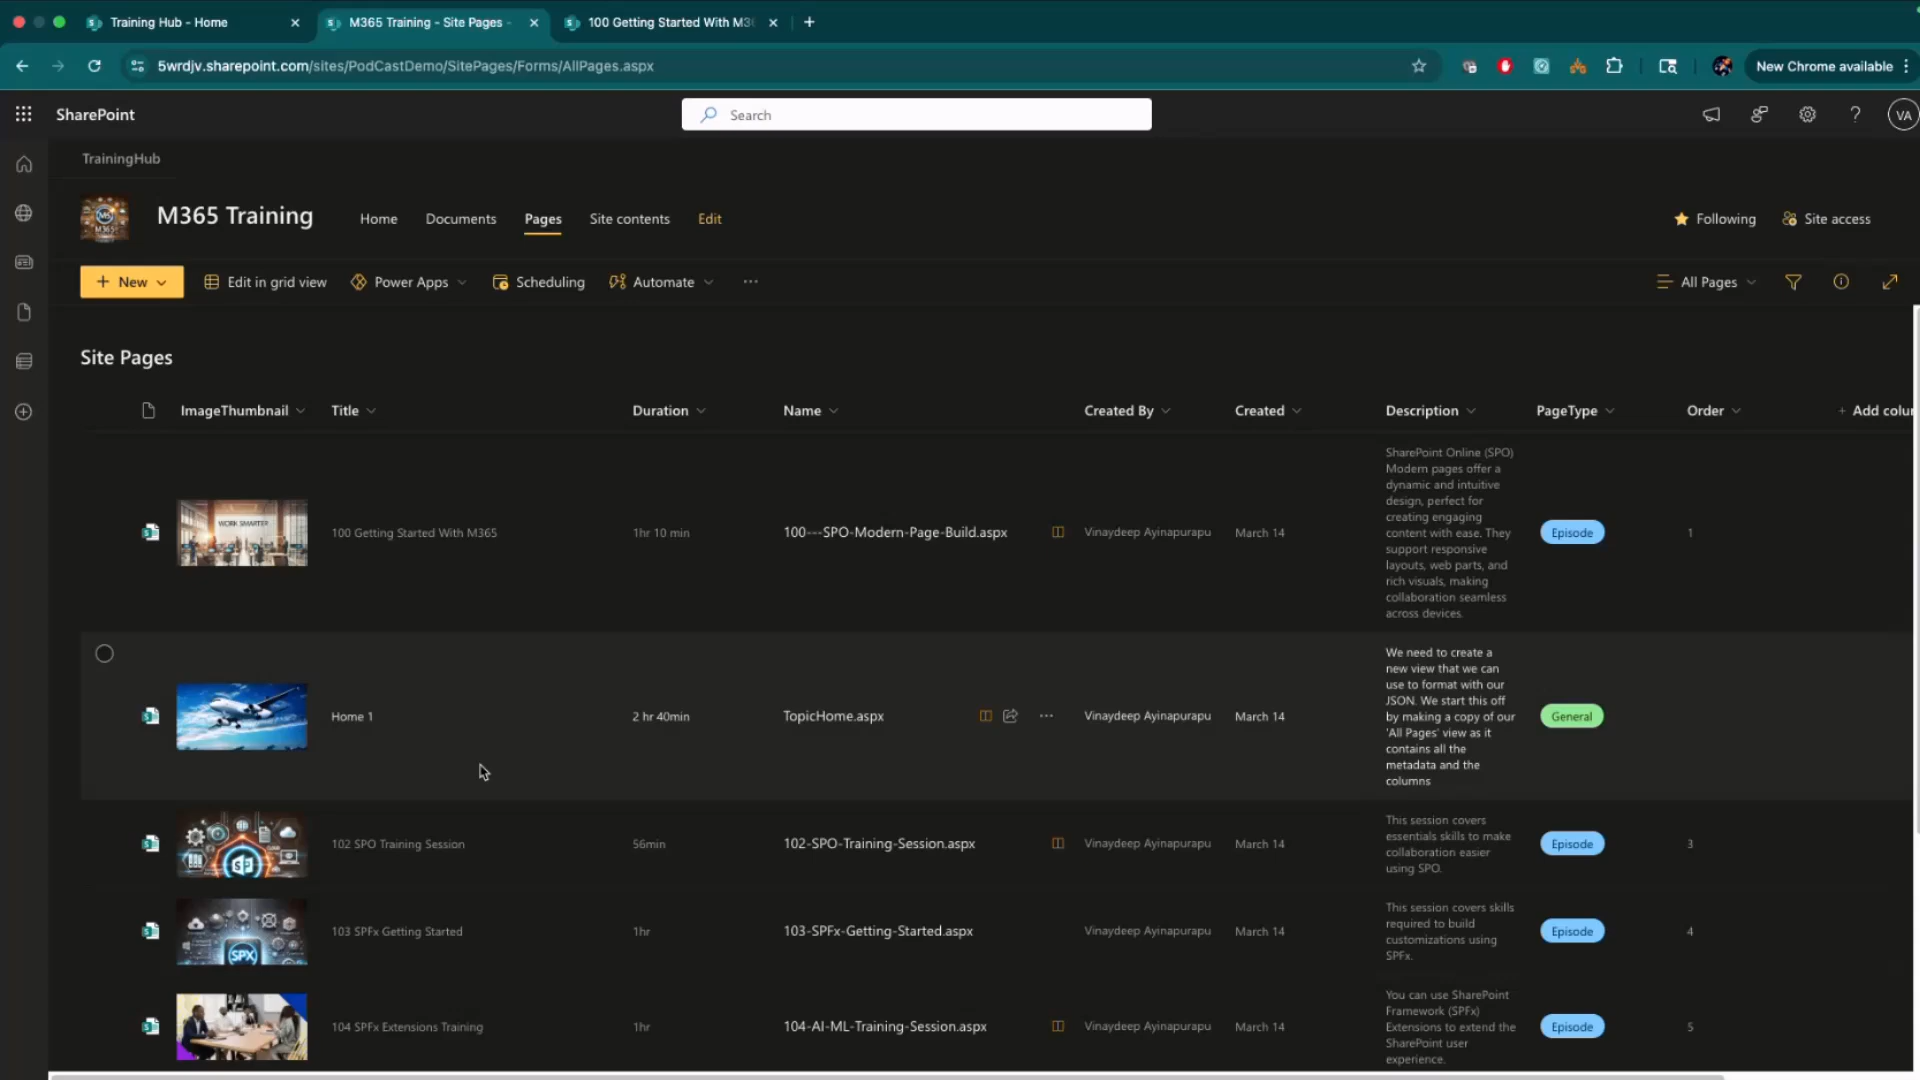 Training Hub - Home
M365 Training - Site Pages -
100 Getting Started With M36
5wrdjv.sharepoint.com/sites/PodCastDemo/SitePages/Forms/AllPages.aspx
New Chrome available
SharePoint
Search
VA
TrainingHub
M365 Training
Home
Documents
Pages
Site contents
Edit
Following
Site access
+ New
Edit in grid view
Power Apps
Scheduling
Automate
...
All Pages
Site Pages
ImageThumbnail
Title
Duration
Name
Created By
Created
Description
PageType
Order
+ Add colu
WORK SMARTER
100 Getting Started With M365
1hr 10 min
100---SPO-Modern-Page-Build.aspx
Vinaydeep Ayinapurapu
March 14
SharePoint Online (SPO)
Modern pages offer a
dynamic and intuitive
design, perfect for
creating engaging
content with ease. They
support responsive
layouts, web parts, and
rich visuals, making
collaboration seamless
across devices.
Episode
1
Home 1
2 hr 40min
TopicHome.aspx
...
Vinaydeep Ayinapurapu
March 14
We need to create a
new view that we can
use to format with our
JSON. We start this off
by making a copy of our
'All Pages' view as it
contains all the
metadata and the
columns
General
102 SPO Training Session
56min
102-SPO-Training-Session.aspx
Vinaydeep Ayinapurapu
March 14
This session covers
essentials skills to make
collaboration easier
using SPO.
Episode
3
SPX
103 SPFx Getting Started
1hr
103-SPFx-Getting-Started.aspx
Vinaydeep Ayinapurapu
March 14
This session covers skills
required to build
customizations using
SPFx.
Episode
4
104 SPFx Extensions Training
1hr
104-AI-ML-Training-Session.aspx
Vinaydeep Ayinapurapu
March 14
You can use SharePoint
Framework (SPFx)
Extensions to extend the
SharePoint user
experience.
Episode
5